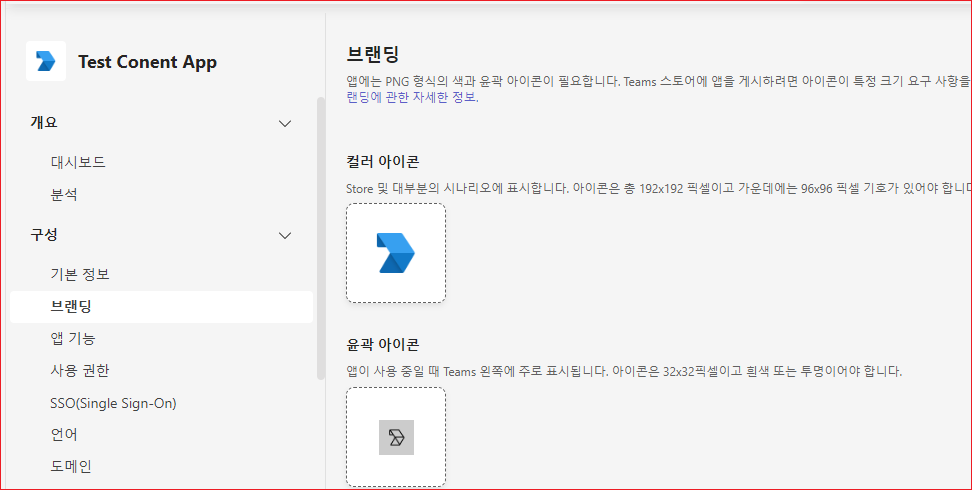 Test Conent App
개요
대시보드
분석
구성
기본 정보
브랜딩
앱 기능
사용 권한
SSO(Single Sign-On)
언어
도메인
브랜딩
앱에는 PNG 형식의 색과 윤곽 아이콘이 필요합니다. Teams 스토어에 앱을 게시하려면 아이콘이 특정 크기 요구 사항을
랜딩에 관한 자세한 정보.
컬러 아이콘
Store 및 대부분의 시나리오에 표시합니다. 아이콘은 총 192x192 픽셀이고 가운데에는 96x96 픽셀 기호가 있어야 합니다
윤곽 아이콘
앱이 사용 중일 때 Teams 왼쪽에 주로 표시됩니다. 아이콘은 32x32픽셀이고 흰색 또는 투명이어야 합니다.